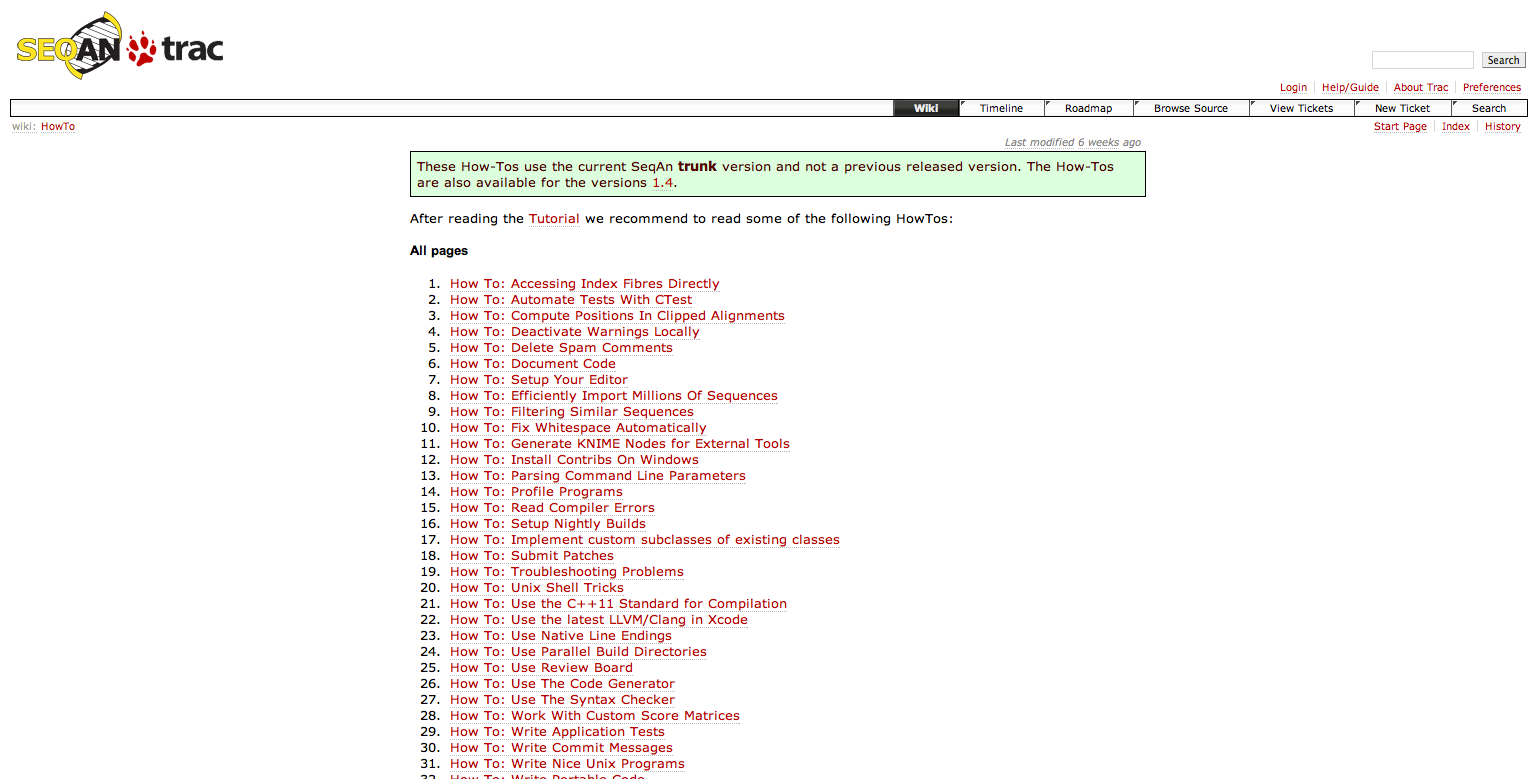 SEQAN trac
Search
Login Help/Guide About Trac Preferences
Wiki Timeline Roadmap Browse Source View Tickets New Ticket Search
wiki: HowTo Start Page Index History
Last modified 6 weeks ago
These How-Tos use the current SeqAn trunk version and not a previous released version. The How-Tos
are also available for the versions 1.4.
After reading the Tutorial we recommend to read some of the following HowTos:
All pages
1. How To: Accessing Index Fibres Directly
2. How To: Automate Tests With CTest
3. How To: Compute Positions In Clipped Alignments
4. How To: Deactivate Warnings Locally
5. How To: Delete Spam Comments
6. How To: Document Code
7. How To: Setup Your Editor
8. How To: Efficiently Import Millions Of Sequences
9. How To: Filtering Similar Sequences
10. How To: Fix Whitespace Automatically
11. How To: Generate KNIME Nodes for External Tools
12. How To: Install Contribs On Windows
13. How To: Parsing Command Line Parameters
14. How To: Profile Programs
15. How To: Read Compiler Errors
16. How To: Setup Nightly Builds
17. How To: Implement custom subclasses of existing classes
18. How To: Submit Patches
19. How To: Troubleshooting Problems
20. How To: Unix Shell Tricks
21. How To: Use the C++11 Standard for Compilation
22. How To: Use the latest LLVM/Clang in Xcode
23. How To: Use Native Line Endings
24. How To: Use Parallel Build Directories
25. How To: Use Review Board
26. How To: Use The Code Generator
27. How To: Use The Syntax Checker
28. How To: Work With Custom Score Matrices
29. How To: Write Application Tests
30. How To: Write Commit Messages
31. How To: Write Nice Unix Programs
32. How To: Write Portable Code